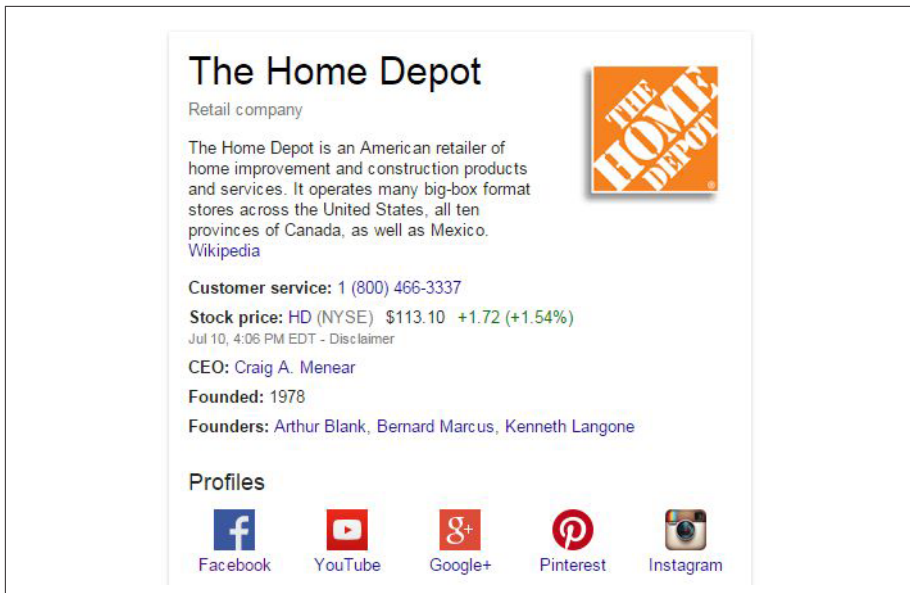 The Home Depot
Retail company
THE
HOME
DEPOT
®
The Home Depot is an American retailer of
home improvement and construction products
and services. It operates many big-box format
stores across the United States, all ten
provinces of Canada, as well as Mexico.
Wikipedia
Customer service: 1 (800) 466-3337
Stock price: HD (NYSE) $113.10 +1.72 (+1.54%)
Jul 10, 4:06 PM EDT - Disclaimer
CEO: Craig A. Menear
Founded: 1978
Founders: Arthur Blank, Bernard Marcus, Kenneth Langone
Profiles
f
g+
Facebook YouTube Google+ Pinterest Instagram